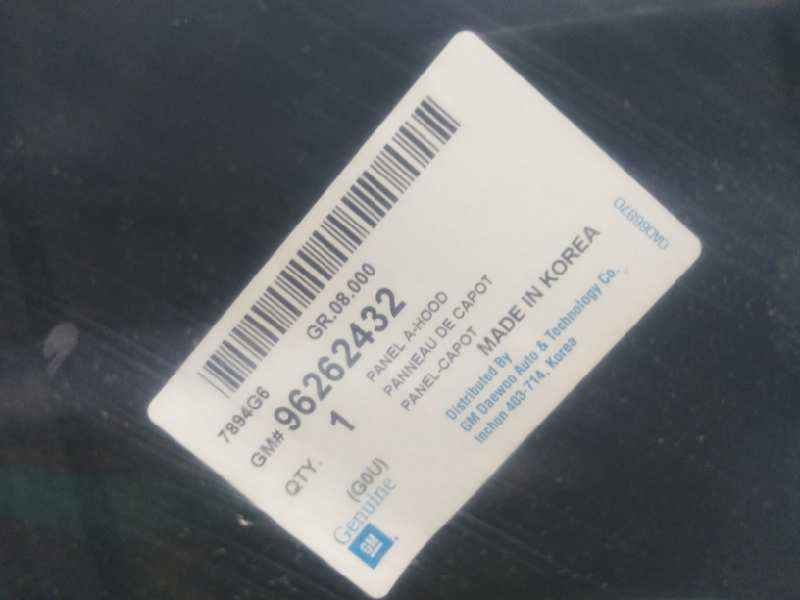 7894G6
GR.08.000
GM# 96262432
QTY. 1
PANEL A-HOOD
PANNEAU DE CAPOT
PANEL-CAPOT
MADE IN KOREA
(G0U)
Genuine
GM
Distributed By
GM Daewoo Auto & Technology Co.,
Inchon 403-714, Korea